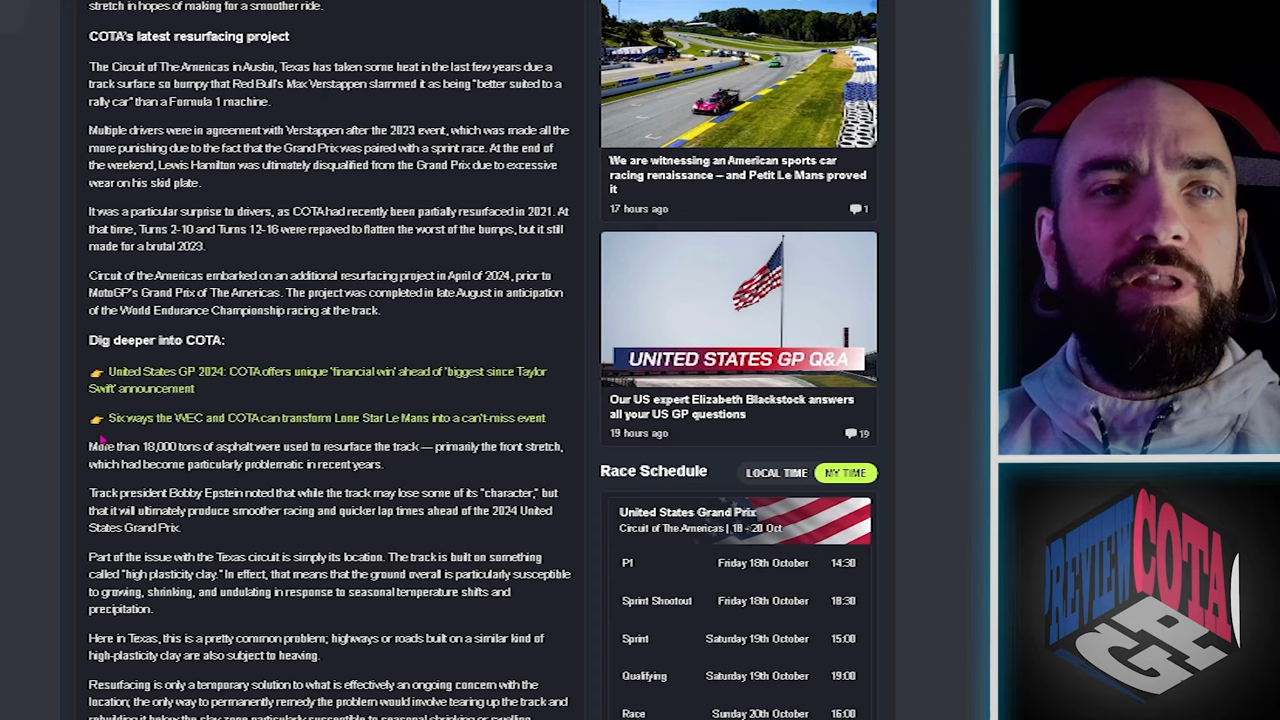 stretch in hopes of making for a smoother ride.
COTA's latest resurfacing project
The Circuit of The Americas in Austin, Texas has taken some heat in the last few years due a
track surface so bumpy that Red Bull's Max Verstappen slammed it as being "better suited to a
rally car" than a Formula 1 machine.
Multiple drivers were in agreement with Verstappen after the 2023 event, which was made all the
more punishing due to the fact that the Grand Prix was paired with a sprint race. At the end of
the weekend, Lewis Hamilton was ultimately disqualified from the Grand Prix due to excessive
wear on his skid plate.
It was a particular surprise to drivers, as COTA had recently been partially resurfaced in 2021. At
that time, Turns 2-10 and Turns 12-16 were repaved to flatten the worst of the bumps, but it still
made for a brutal 2023.
Circuit of the Americas embarked on an additional resurfacing project in April of 2024, prior to
MotoGP's Grand Prix of The Americas. The project was completed in late August in anticipation
of the World Endurance Championship racing at the track.
Dig deeper into COTA:
👉 United States GP 2024: COTA offers unique 'financial win' ahead of 'biggest since Taylor
Swift' announcement
👉 Six ways the WEC and COTA can transform Lone Star Le Mans into a can't-miss event
More than 18,000 tons of asphalt were used to resurface the track — primarily the front stretch,
which had become particularly problematic in recent years.
Track president Bobby Epstein noted that while the track may lose some of its "character," but
that it will ultimately produce smoother racing and quicker lap times ahead of the 2024 United
States Grand Prix.
Part of the issue with the Texas circuit is simply its location. The track is built on something
called "high plasticity clay." In effect, that means that the ground overall is particularly susceptible
to growing, shrinking, and undulating in response to seasonal temperature shifts and
precipitation.
Here in Texas, this is a pretty common problem; highways or roads built on a similar kind of
high-plasticity clay are also subject to heaving.
Resurfacing is only a temporary solution to what is effectively an ongoing concern with the
location; the only way to permanently remedy the problem would involve tearing up the track and
rebuilding it below the clay zone particularly susceptible to seasonal shrinking or swelling.
We are witnessing an American sports car
racing renaissance – and Petit Le Mans proved
it
17 hours ago
1
UNITED STATES GP Q&A
Our US expert Elizabeth Blackstock answers
all your US GP questions
19 hours ago
19
Race Schedule
LOCAL TIME
MY TIME
United States Grand Prix
Circuit of The Americas | 18 - 20 Oct
P1 Friday 18th October 14:30
Sprint Shootout Friday 18th October 18:30
Sprint Saturday 19th October 15:00
Qualifying Saturday 19th October 19:00
Race Sunday 20th October 16:00
PREVIEW
COTA
GP